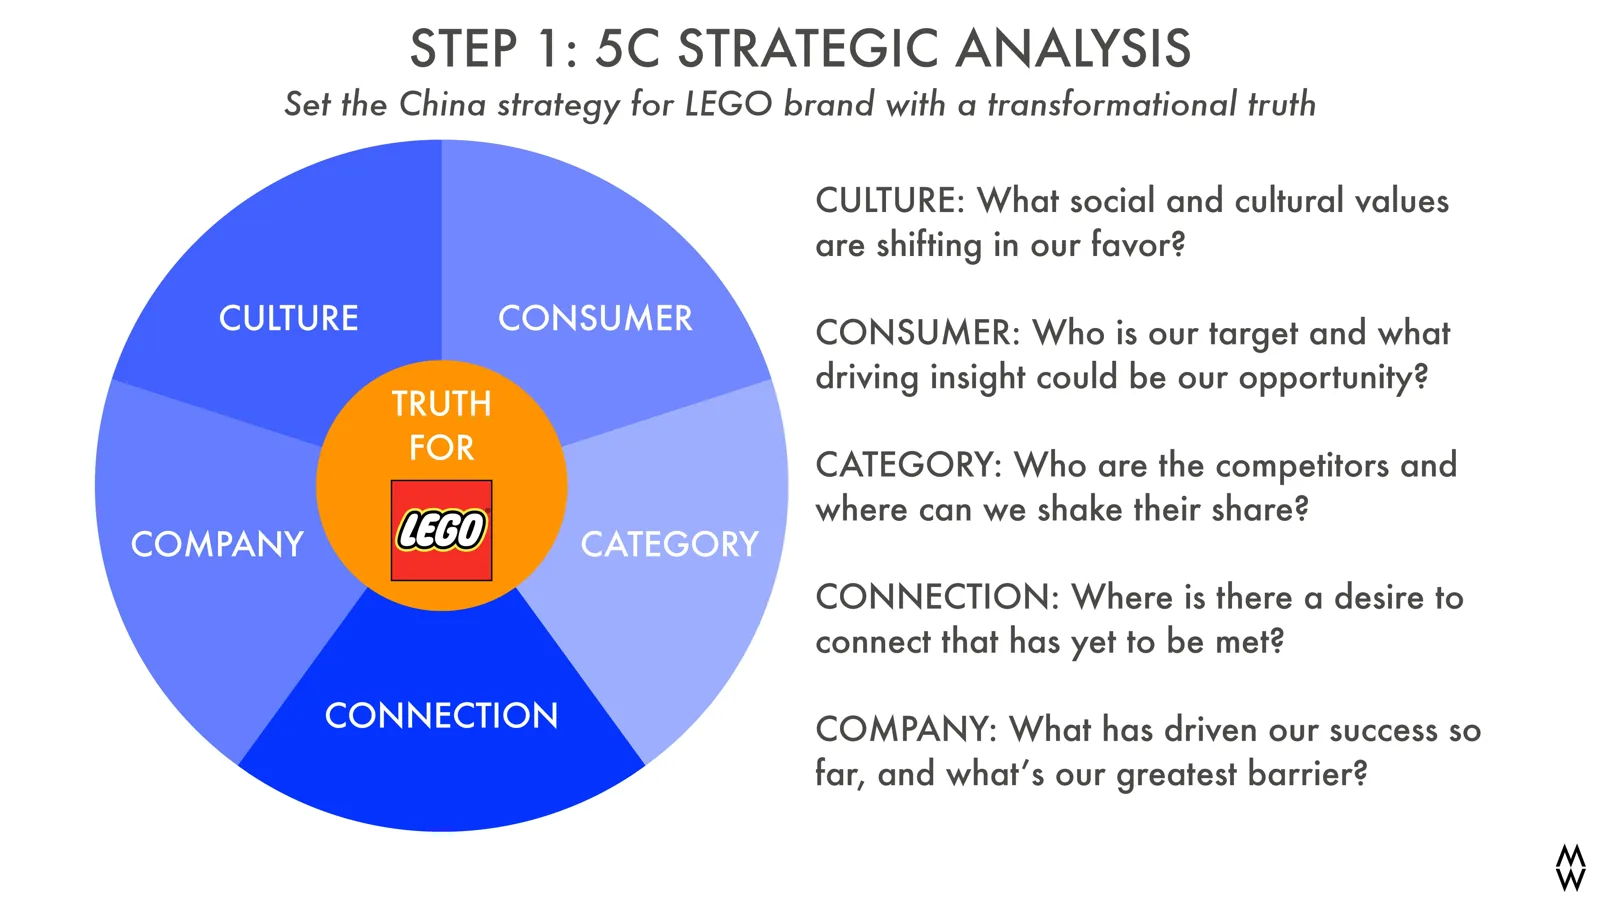 STEP 1: 5C STRATEGIC ANALYSIS
Set the China strategy for LEGO brand with a transformational truth
CULTURE
CONSUMER
TRUTH
FOR
LEGO
COMPANY
CATEGORY
CONNECTION
CULTURE: What social and cultural values
are shifting in our favor?
CONSUMER: Who is our target and what
driving insight could be our opportunity?
CATEGORY: Who are the competitors and
where can we shake their share?
CONNECTION: Where is there a desire to
connect that has yet to be met?
COMPANY: What has driven our success so
far, and what’s our greatest barrier?
M
W